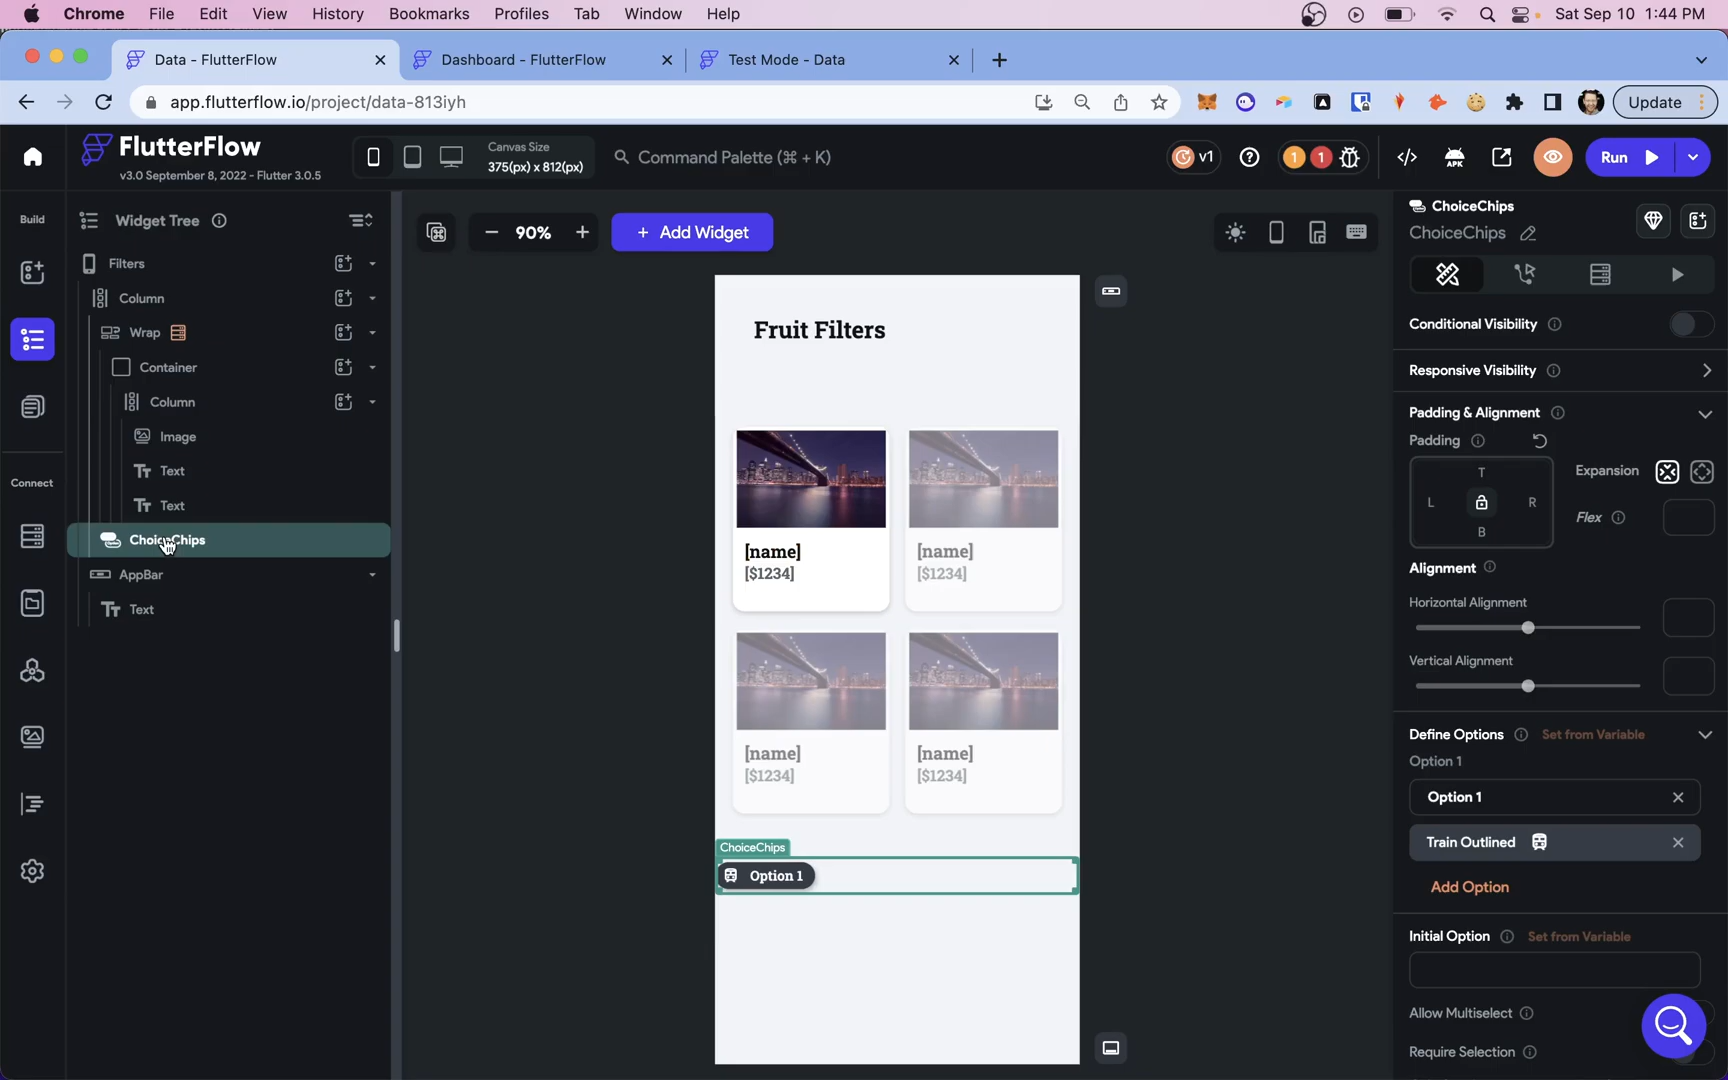 Chrome File Edit View History Bookmarks Profiles Tab Window Help Sat Sep 10 1:44 PM
Data - FlutterFlow
Dashboard - FlutterFlow
Test Mode - Data
app.flutterflow.io/project/data-813iyh
Update
FlutterFlow
v3.0 September 8, 2022 - Flutter 3.0.5
Canvas Size
375(px) x 812(px)
Command Palette (⌘ + K)
v1
1
1
APK
Run
Build
Connect
Widget Tree
Filters
Column
Wrap
Container
Column
Image
Text
Text
ChoiceChips
AppBar
Text
90%
+ Add Widget
Fruit Filters
[name]
[$1234]
[name]
[$1234]
[name]
[$1234]
[name]
[$1234]
ChoiceChips
Option 1
ChoiceChips
ChoiceChips
Conditional Visibility
Responsive Visibility
Padding & Alignment
Padding
T
L
R
B
Expansion
Flex
Alignment
Horizontal Alignment
Vertical Alignment
Define Options Set from Variable
Option 1
Option 1
Train Outlined
Add Option
Initial Option Set from Variable
Allow Multiselect
Require Selection